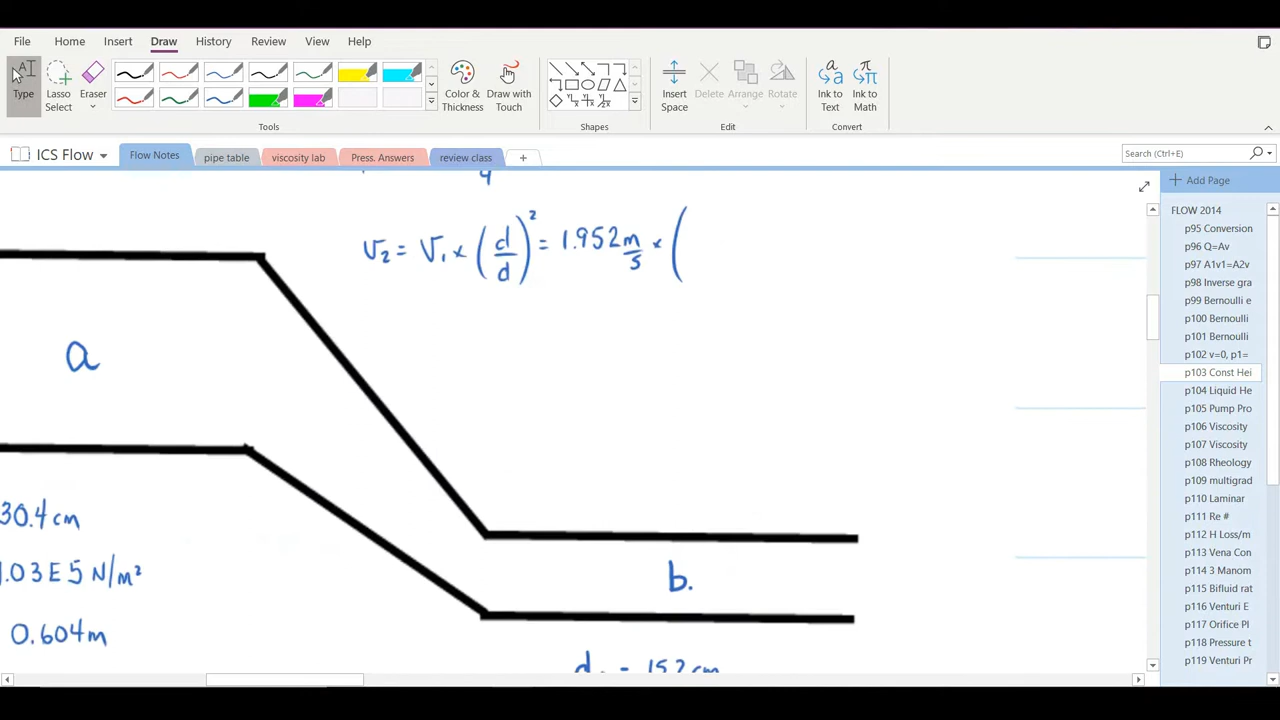 File Home Insert Draw History Review View Help
Type Lasso Select Eraser Color & Thickness Draw with Touch Insert Space Delete Arrange Rotate Ink to Text Ink to Math
Tools Shapes Edit Convert
ICS Flow Flow Notes pipe table viscosity lab Press. Answers review class + Search (Ctrl+E)
Add Page
FLOW 2014
p95 Conversion
p96 Q=Av
p97 A1v1=A2v
p98 Inverse gra
p99 Bernoulli e
p100 Bernoulli
p101 Bernoulli
p102 v=0, p1=
p103 Const Hei
p104 Liquid He
p105 Pump Pro
p106 Viscosity
p107 Viscosity
p108 Rheology
p109 multigrad
p110 Laminar
p111 Re #
p112 H Loss/m
p113 Vena Con
p114 3 Manom
p115 Bifluid rat
p116 Venturi E
p117 Orifice Pl
p118 Pressure t
p119 Venturi Pr
4
V₂ = V₁ × (d/d)² = 1.952 m/s × (
a
30.4 cm
1.03 E 5 N/m²
0.604 m
b.